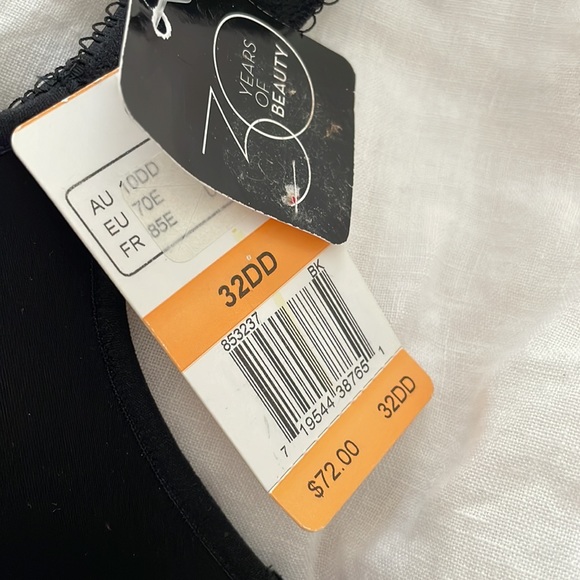 30
YEARS
OF
BEAUTY
AU 10DD
EU 70E
FR 85E
32DD
853237 BK
7 19544 38765 1
$72.00 32DD